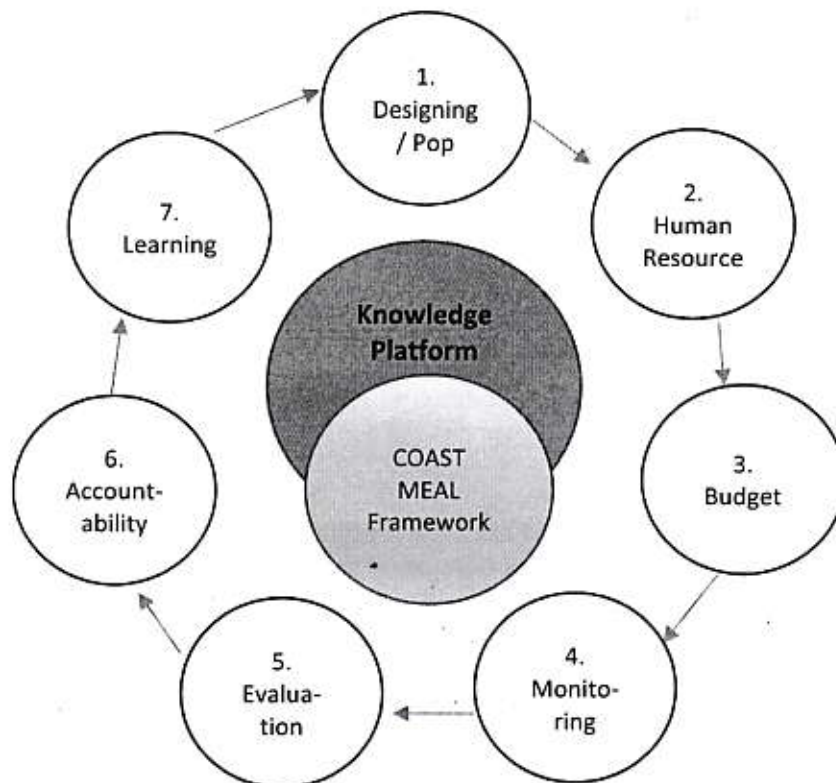 1.
Designing
/ Pop
2.
Human
Resource
3.
Budget
4.
Monito-
ring
5.
Evalua-
tion
6.
Account-
ability
7.
Learning
Knowledge
Platform
COAST
MEAL
Framework